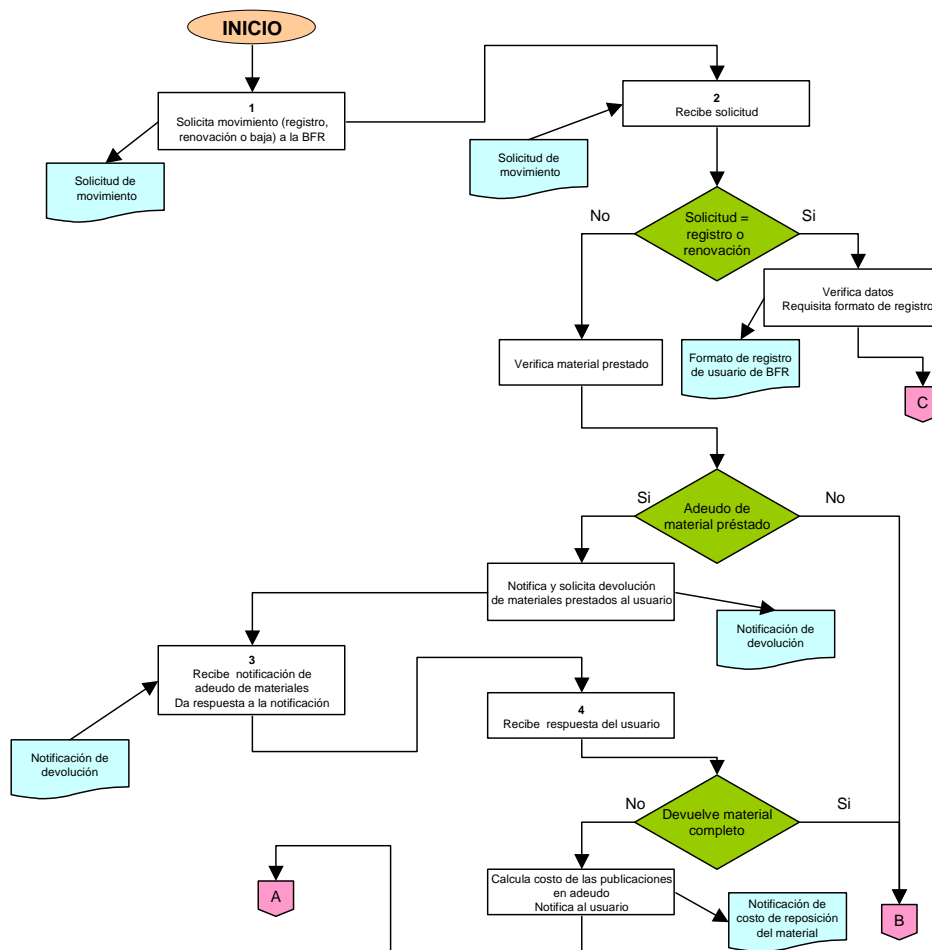 INICIO
1
Solicita movimiento (registro,
renovación o baja) a la BFR
2
Recibe solicitud
Solicitud de
movimiento
Solicitud de
movimiento
No
Solicitud =
registro o
renovación
Si
Verifica datos
Requisita formato de registro
Verifica material prestado
Formato de registro
de usuario de BFR
C
Si
Adeudo de
material préstado
No
Notifica y solicita devolución
de materiales prestados al usuario
Notificación de
devolución
3
Recibe notificación de
adeudo de materiales
Da respuesta a la notificación
4
Recibe respuesta del usuario
Notificación de
devolución
No
Devuelve material
completo
Si
A
Calcula costo de las publicaciones
en adeudo
Notifica al usuario
Notificación de
costo de reposición
del material
B